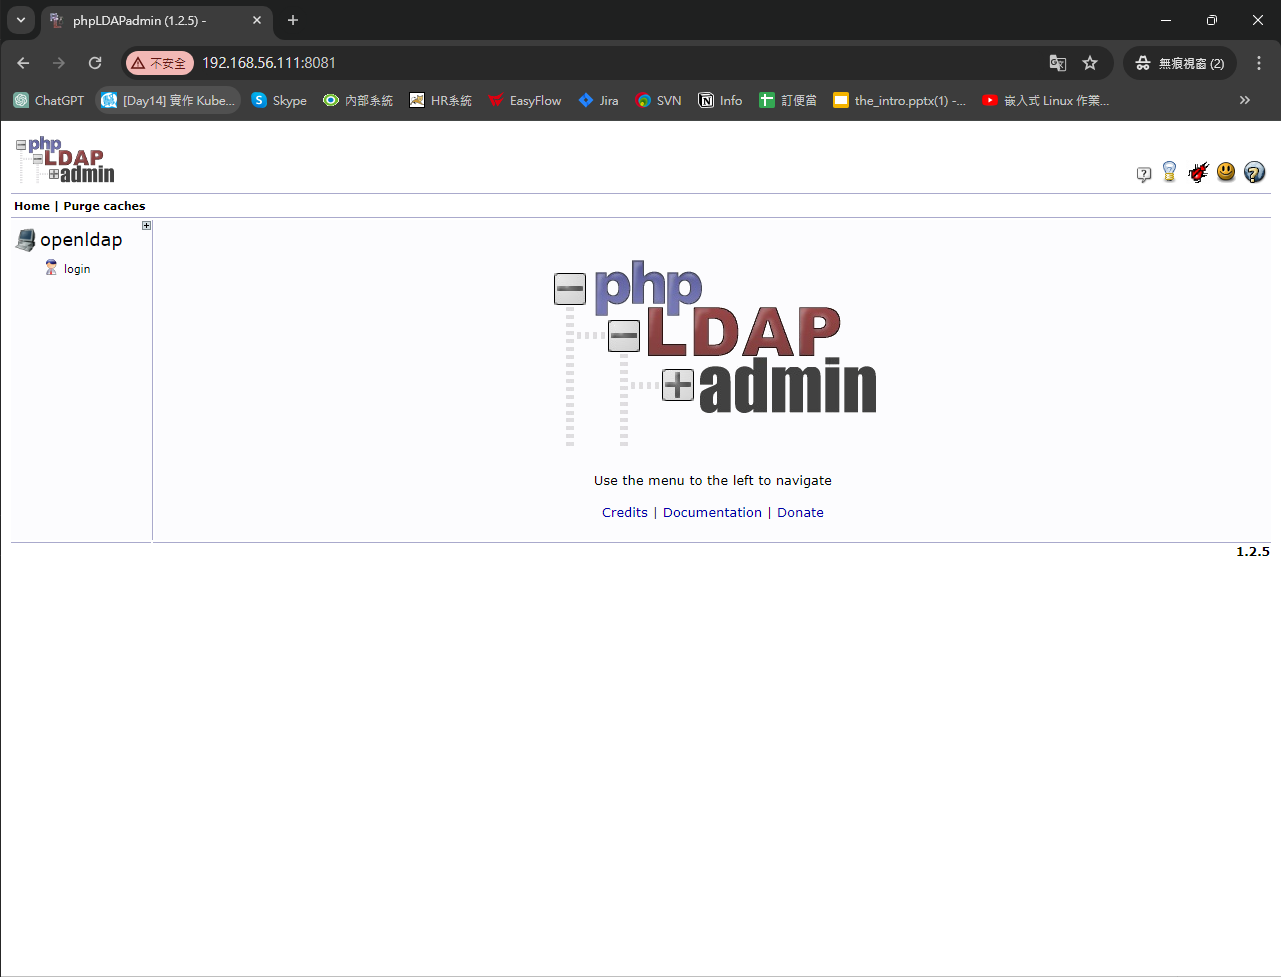 phpLDAPadmin (1.2.5) -
不安全
192.168.56.111:8081
無痕視窗 (2)
ChatGPT
[Day14] 實作 Kube...
Skype
內部系統
HR系統
EasyFlow
Jira
SVN
Info
訂便當
the_intro.pptx(1) -...
嵌入式 Linux 作業...
php
LDAP
admin
Home | Purge caches
openldap
login
php
LDAP
admin
Use the menu to the left to navigate
Credits | Documentation | Donate
1.2.5